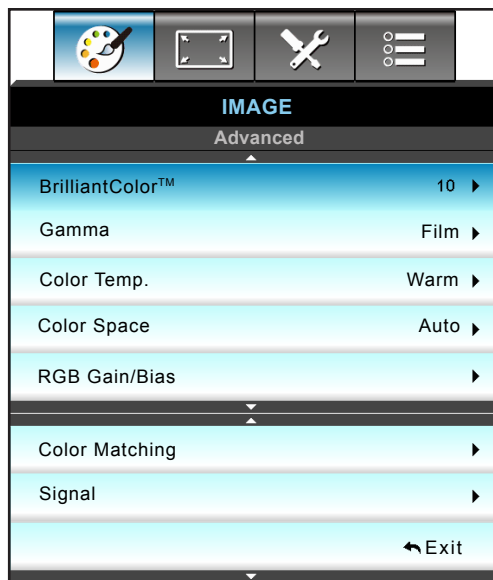 IMAGE
Advanced
BrilliantColor™ 10
Gamma Film
Color Temp. Warm
Color Space Auto
RGB Gain/Bias
Color Matching
Signal
Exit